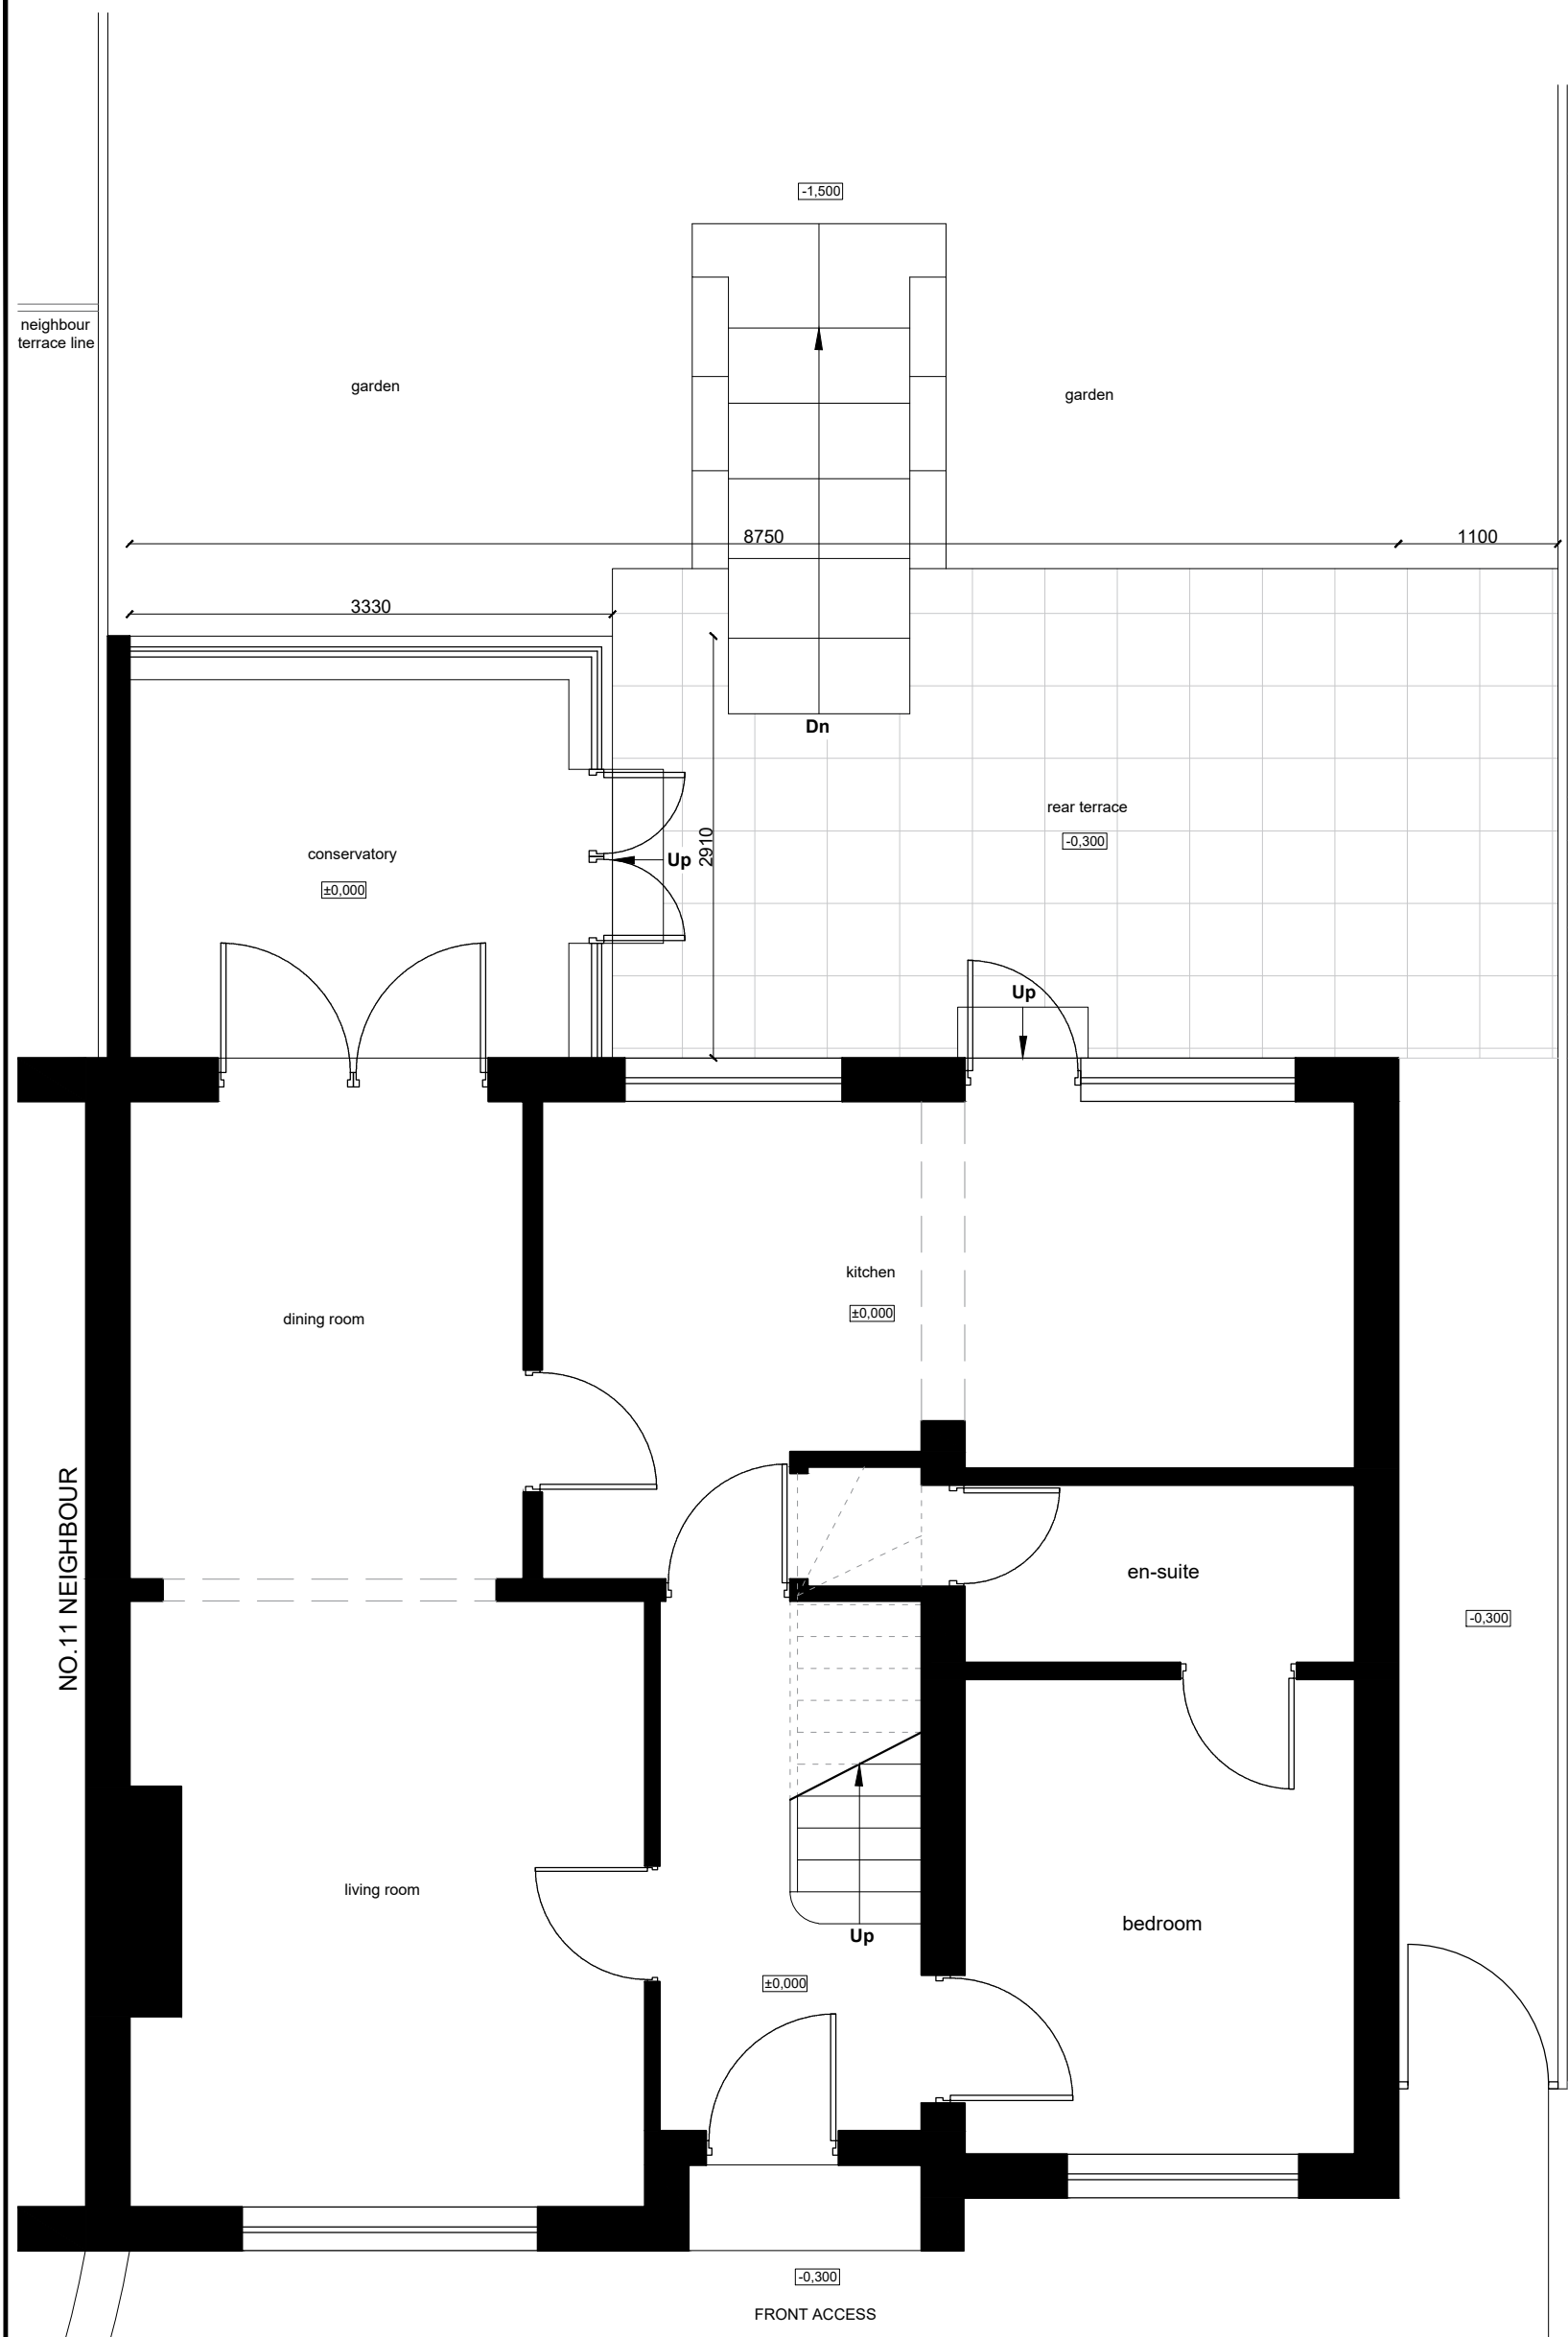 -1,500
neighbour
terrace line
garden
garden
8750
1100
3330
Dn
rear terrace
-0,300
2910
Up
conservatory
±0,000
Up
kitchen
±0,000
dining room
NO.11 NEIGHBOUR
en-suite
-0,300
living room
bedroom
Up
±0,000
-0,300
FRONT ACCESS